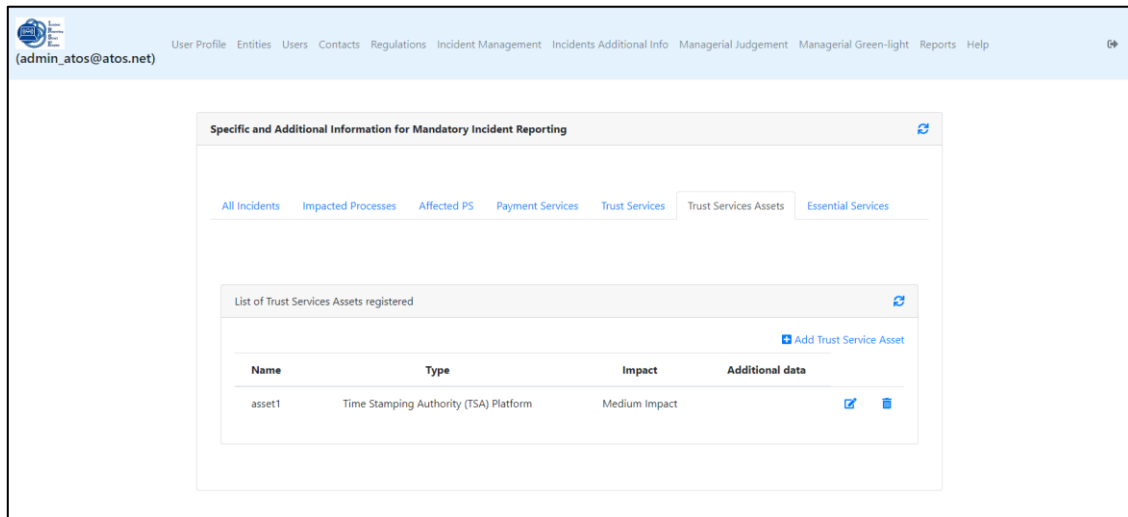 User Profile Entities Users Contacts Regulations Incident Management Incidents Additional Info Managerial Judgement Managerial Green-light Reports Help
(admin_atos@atos.net)
Specific and Additional Information for Mandatory Incident Reporting
All Incidents Impacted Processes Affected PS Payment Services Trust Services Trust Services Assets Essential Services
List of Trust Services Assets registered
Add Trust Service Asset
Name Type Impact Additional data
asset1 Time Stamping Authority (TSA) Platform Medium Impact